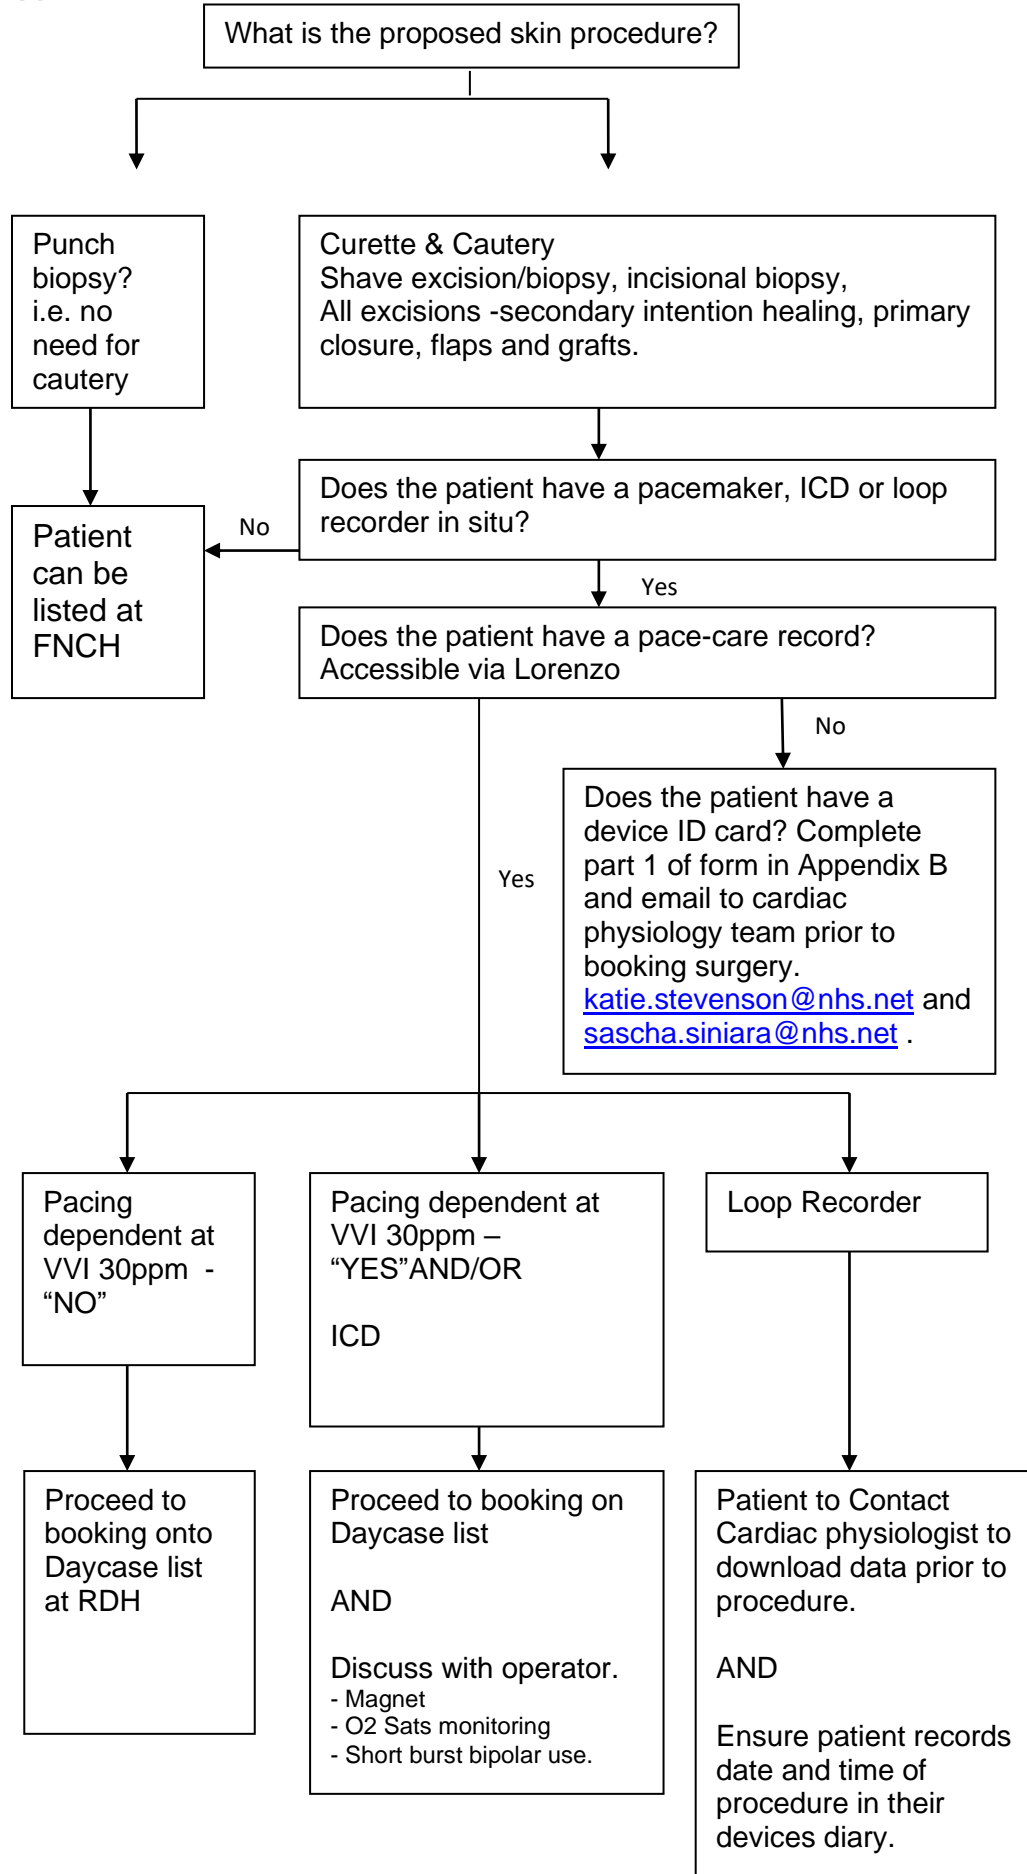 What is the proposed skin procedure?
Punch
biopsy?
i.e. no
need for
cautery
Curette & Cautery
Shave excision/biopsy, incisional biopsy,
All excisions -secondary intention healing, primary
closure, flaps and grafts.
Does the patient have a pacemaker, ICD or loop
recorder in situ?
No
Patient
can be
listed at
FNCH
Yes
Does the patient have a pace-care record?
Accessible via Lorenzo
No
Does the patient have a
device ID card? Complete
part 1 of form in Appendix B
and email to cardiac
physiology team prior to
booking surgery.
katie.stevenson@nhs.net and
sascha.siniara@nhs.net .
Yes
Pacing
dependent at
VVI 30ppm -
“NO”
Pacing dependent at
VVI 30ppm –
“YES”AND/OR
ICD
Loop Recorder
Proceed to
booking onto
Daycase list
at RDH
Proceed to booking on
Daycase list
AND
Discuss with operator.
- Magnet
- O2 Sats monitoring
- Short burst bipolar use.
Patient to Contact
Cardiac physiologist to
download data prior to
procedure.
AND
Ensure patient records
date and time of
procedure in their
devices diary.